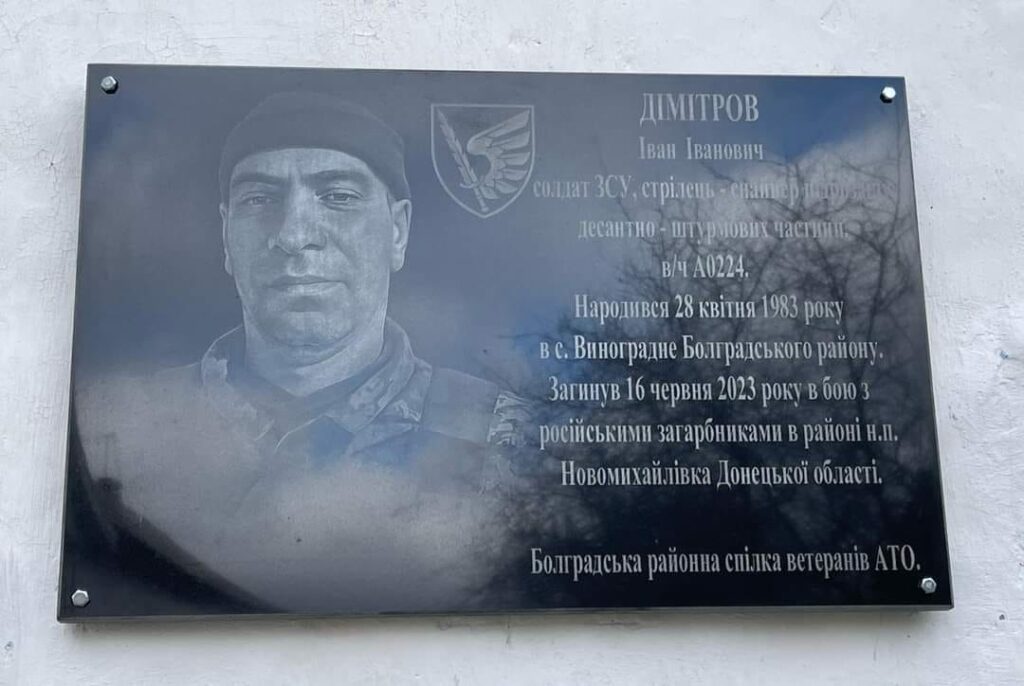 ДІМІТРОВ
Іван Іванович
солдат ЗСУ, стрілець - снайпер
десантно - штурмових частини,
в/ч А0224.
Народився 28 квітня 1983 року
в с. Виноградне Болградського району.
Загинув 16 червня 2023 року в бою з
російськими загарбниками в районі н.п.
Новомихайлівка Донецької області.
Болградська районна спілка ветеранів АТО.